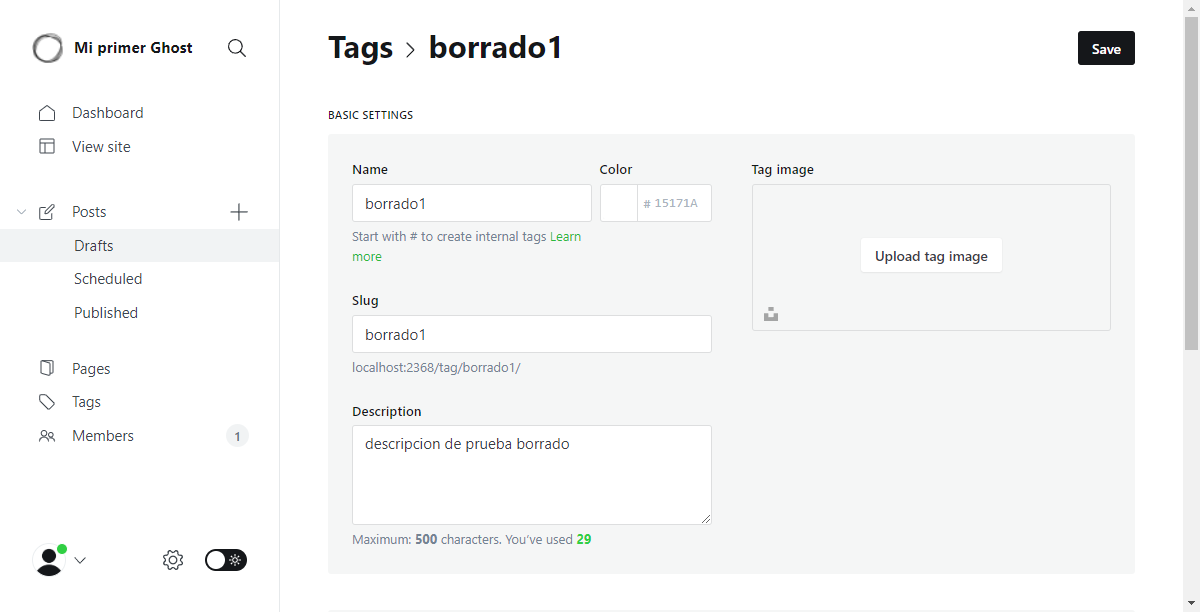 Mi primer Ghost
Dashboard
View site
Posts
Drafts
Scheduled
Published
Pages
Tags
Members 1
Tags > borrado1
Save
BASIC SETTINGS
Name
borrado1
Start with # to create internal tags Learn
more
Color
# 15171A
Slug
borrado1
localhost:2368/tag/borrado1/
Description
descripcion de prueba borrado
Maximum: 500 characters. You've used 29
Tag image
Upload tag image